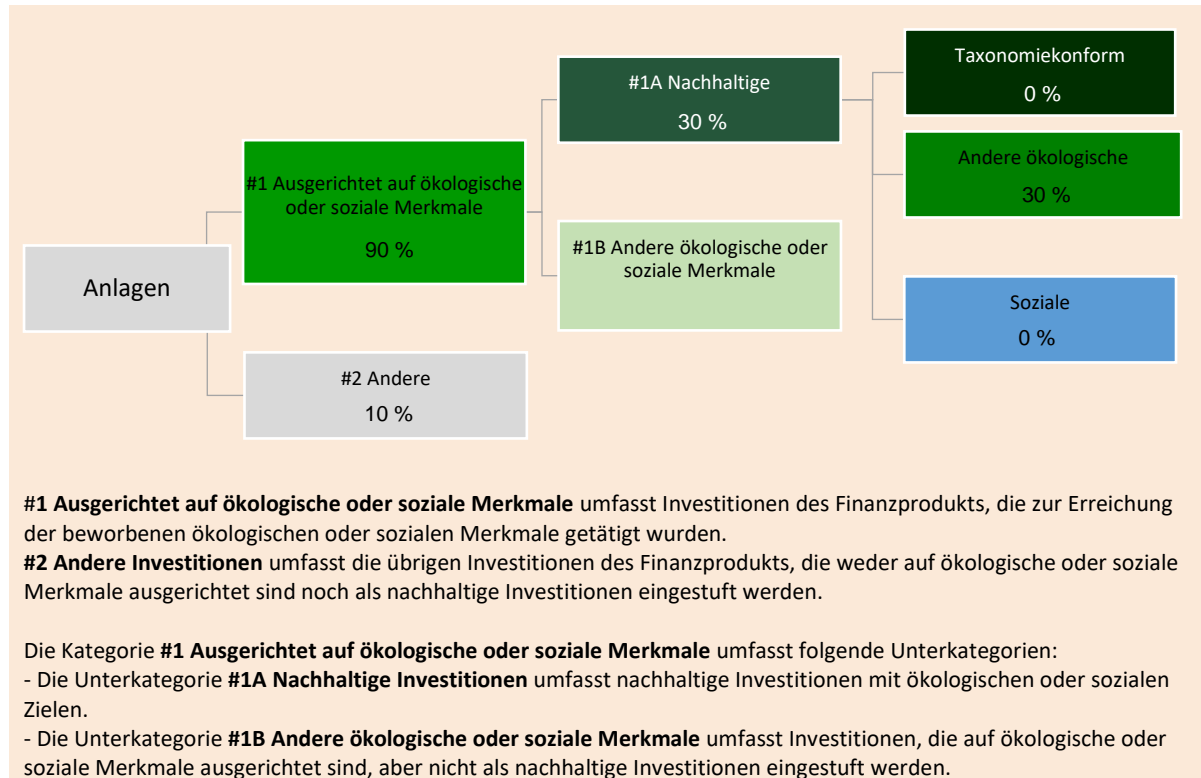 Anlagen
#1 Ausgerichtet auf ökologische
oder soziale Merkmale
90 %
#2 Andere
10 %
#1A Nachhaltige
30 %
#1B Andere ökologische oder
soziale Merkmale
Taxonomiekonform
0 %
Andere ökologische
30 %
Soziale
0 %
#1 Ausgerichtet auf ökologische oder soziale Merkmale umfasst Investitionen des Finanzprodukts, die zur Erreichung
der beworbenen ökologischen oder sozialen Merkmale getätigt wurden.
#2 Andere Investitionen umfasst die übrigen Investitionen des Finanzprodukts, die weder auf ökologische oder soziale
Merkmale ausgerichtet sind noch als nachhaltige Investitionen eingestuft werden.
Die Kategorie #1 Ausgerichtet auf ökologische oder soziale Merkmale umfasst folgende Unterkategorien:
- Die Unterkategorie #1A Nachhaltige Investitionen umfasst nachhaltige Investitionen mit ökologischen oder sozialen
Zielen.
- Die Unterkategorie #1B Andere ökologische oder soziale Merkmale umfasst Investitionen, die auf ökologische oder
soziale Merkmale ausgerichtet sind, aber nicht als nachhaltige Investitionen eingestuft werden.